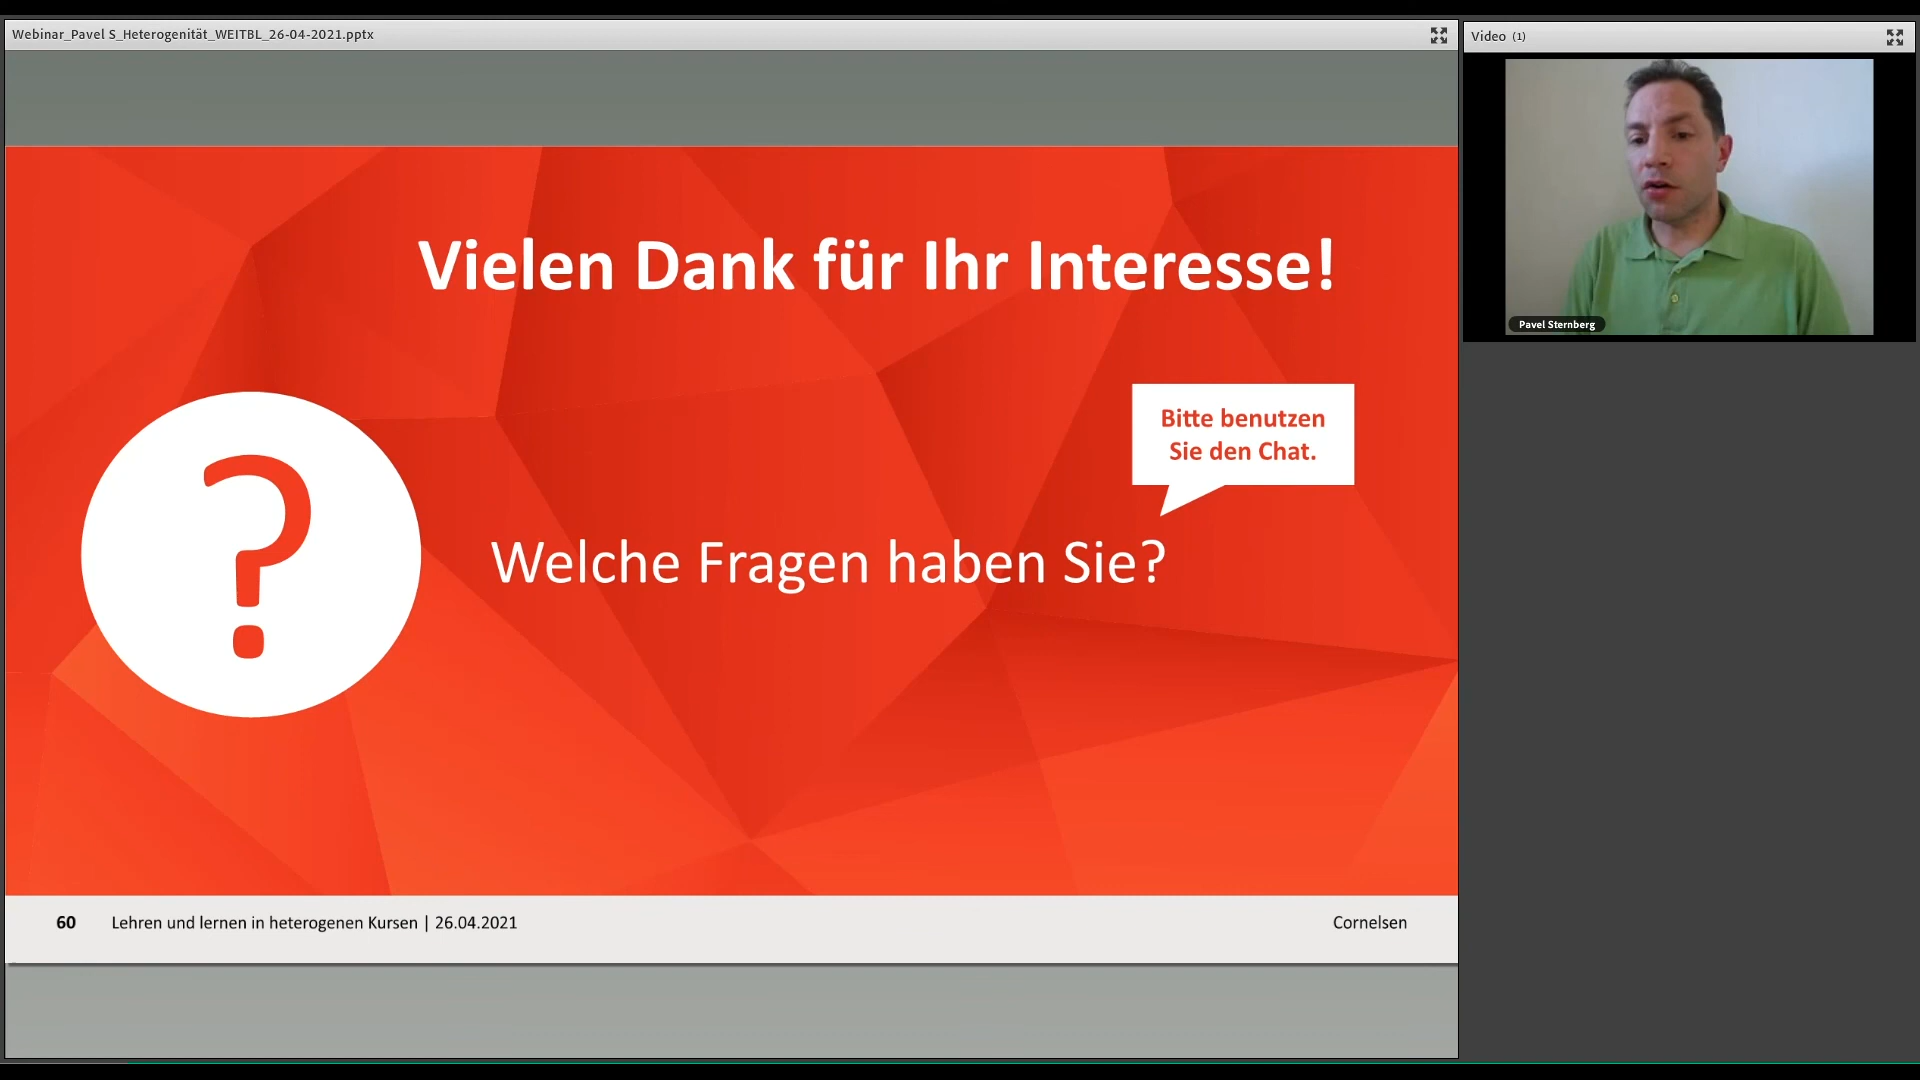 Webinar_Pavel S_Heterogenität_WEITBL_26-04-2021.pptx
Video (1)
Pavel Sternberg
Vielen Dank für Ihr Interesse!
Bitte benutzen
Sie den Chat.
?
Welche Fragen haben Sie?
60 Lehren und lernen in heterogenen Kursen | 26.04.2021 Cornelsen